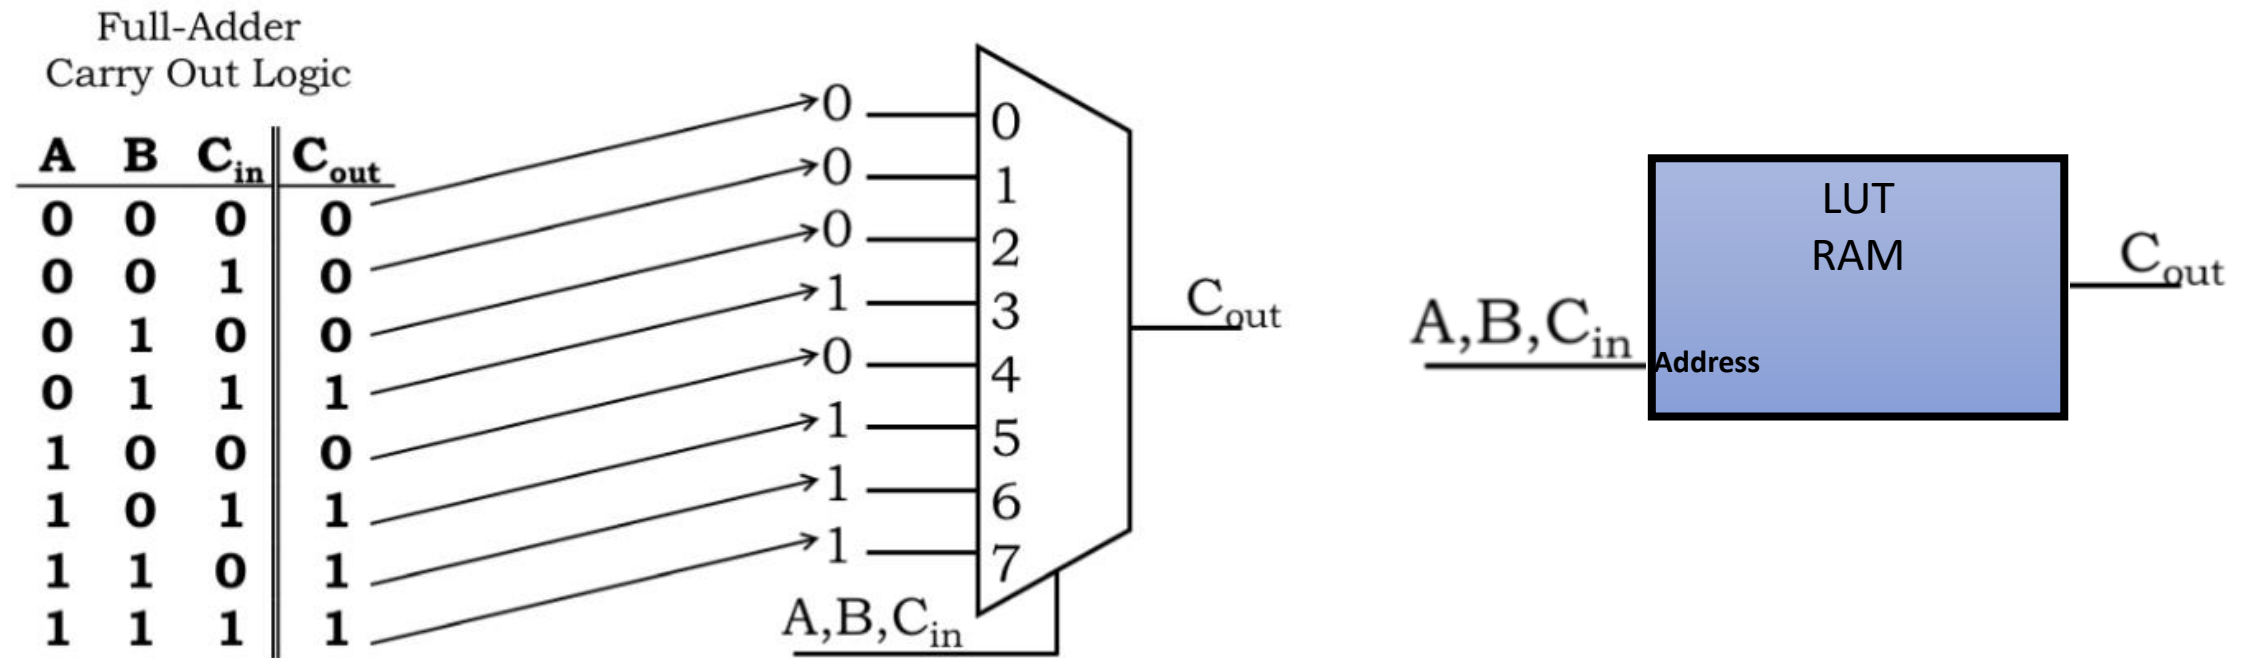 Full-Adder
Carry Out Logic
A B Cin Cout
0 0 0 0
0 0 1 0
0 1 0 0
0 1 1 1
1 0 0 0
1 0 1 1
1 1 0 1
1 1 1 1
0 0
0 1
0 2
1 3
0 4
1 5
1 6
1 7
A,B,Cin
Cout
LUT
RAM
A,B,Cin
Address
Cout